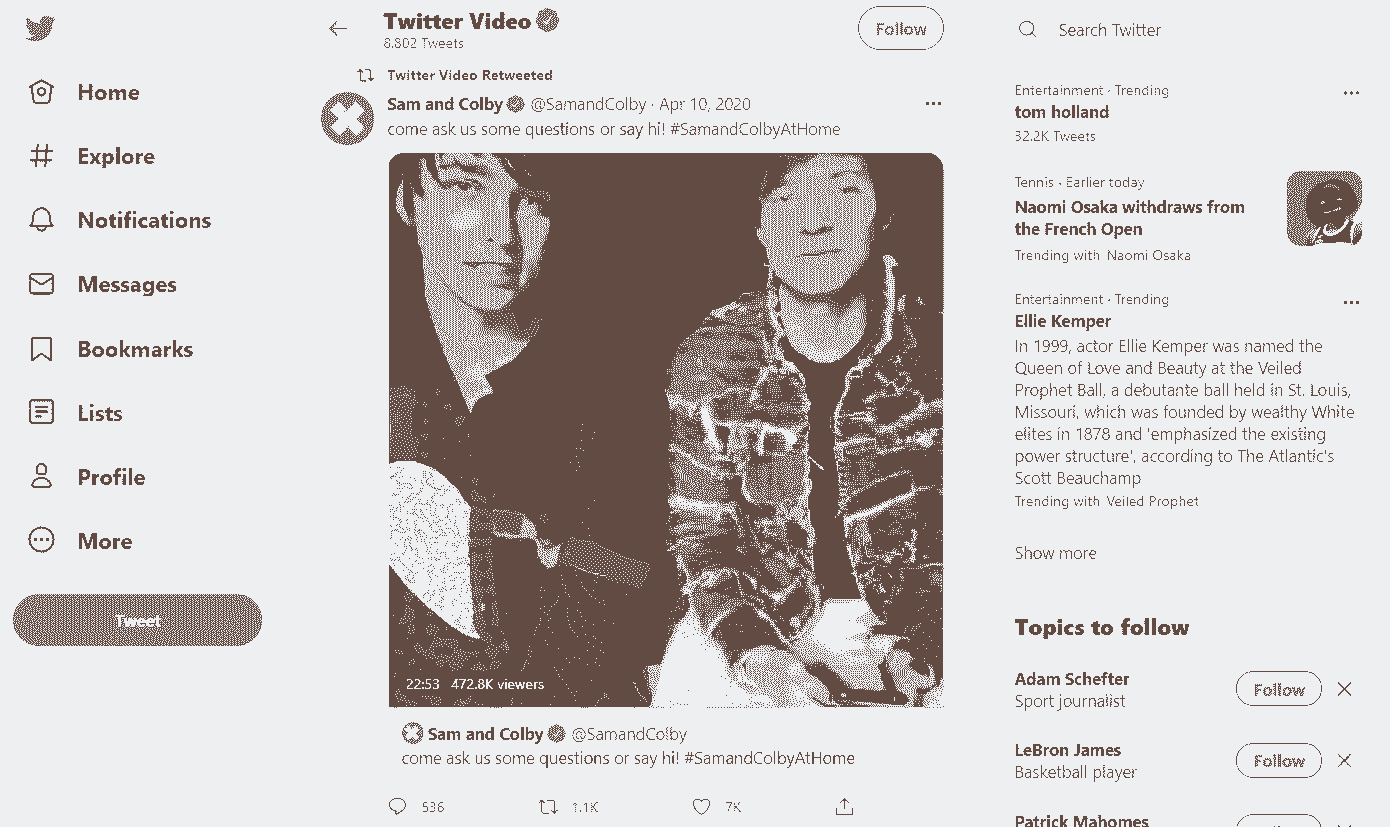 Home
Explore
Notifications
Messages
Bookmarks
Lists
Profile
More
Tweet
Twitter Video
8,802 Tweets
Follow
Twitter Video Retweeted
Sam and Colby @SamandColby · Apr 10, 2020
come ask us some questions or say hi! #SamandColbyAtHome
22:53 472.8K viewers
Sam and Colby @SamandColby
come ask us some questions or say hi! #SamandColbyAtHome
536 1.1K 7K
Search Twitter
Entertainment · Trending
tom holland
32.2K Tweets
Tennis · Earlier today
Naomi Osaka withdraws from
the French Open
Trending with Naomi Osaka
Entertainment · Trending
Ellie Kemper
In 1999, actor Ellie Kemper was named the
Queen of Love and Beauty at the Veiled
Prophet Ball, a debutante ball held in St. Louis,
Missouri, which was founded by wealthy White
elites in 1878 and 'emphasized the existing
power structure', according to The Atlantic's
Scott Beauchamp
Trending with Veiled Prophet
Show more
Topics to follow
Adam Schefter
Sport journalist
Follow
LeBron James
Basketball player
Follow
Patrick Mahomes